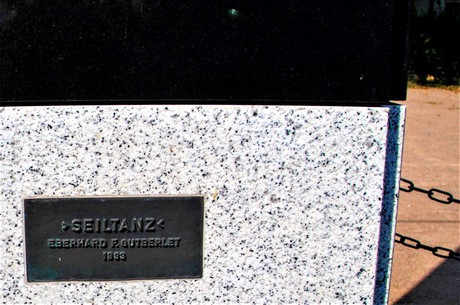 >SEILTANZ<
EBERHARD F. GUTBERLET
1993